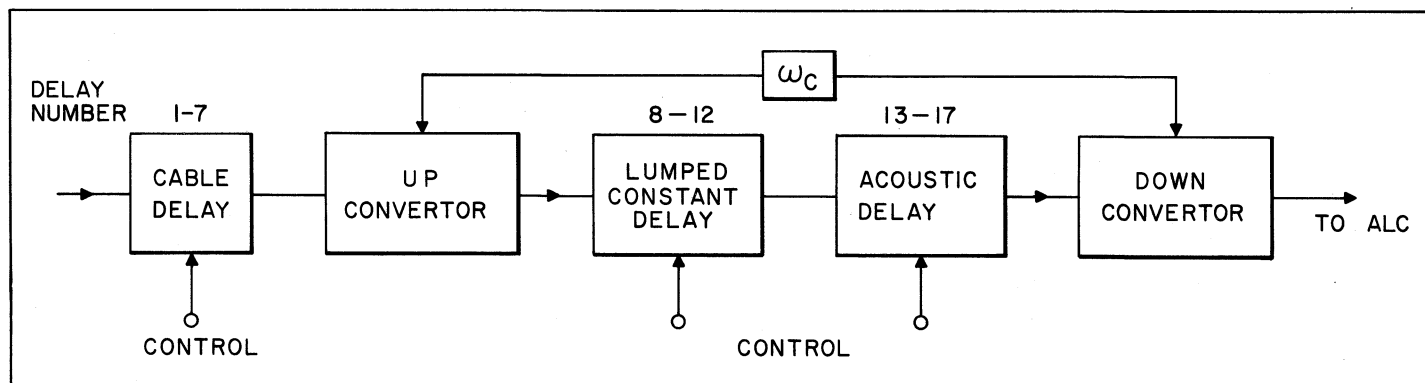 ωC
DELAY
NUMBER
1-7
8-12
13-17
CABLE
DELAY
UP
CONVERTOR
LUMPED
CONSTANT
DELAY
ACOUSTIC
DELAY
DOWN
CONVERTOR
TO ALC
CONTROL
CONTROL